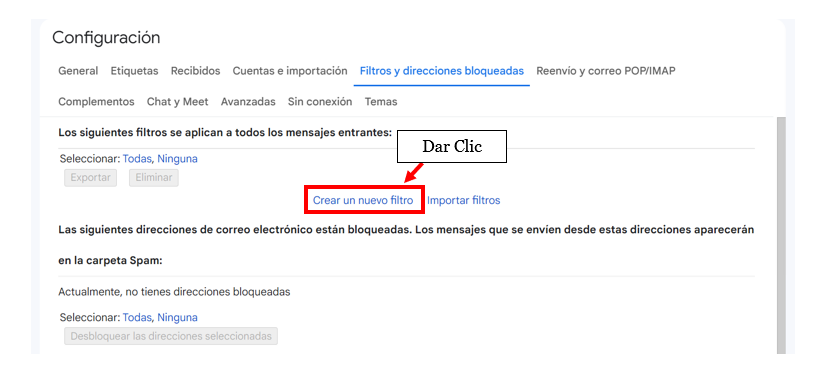 Configuración
General Etiquetas Recibidos Cuentas e importación Filtros y direcciones bloqueadas Reenvío y correo POP/IMAP
Complementos Chat y Meet Avanzadas Sin conexión Temas
Los siguientes filtros se aplican a todos los mensajes entrantes:
Dar Clic
Seleccionar: Todas, Ninguna
Exportar Eliminar
Crear un nuevo filtro Importar filtros
Las siguientes direcciones de correo electrónico están bloqueadas. Los mensajes que se envíen desde estas direcciones aparecerán
en la carpeta Spam:
Actualmente, no tienes direcciones bloqueadas
Seleccionar: Todas, Ninguna
Desbloquear las direcciones seleccionadas